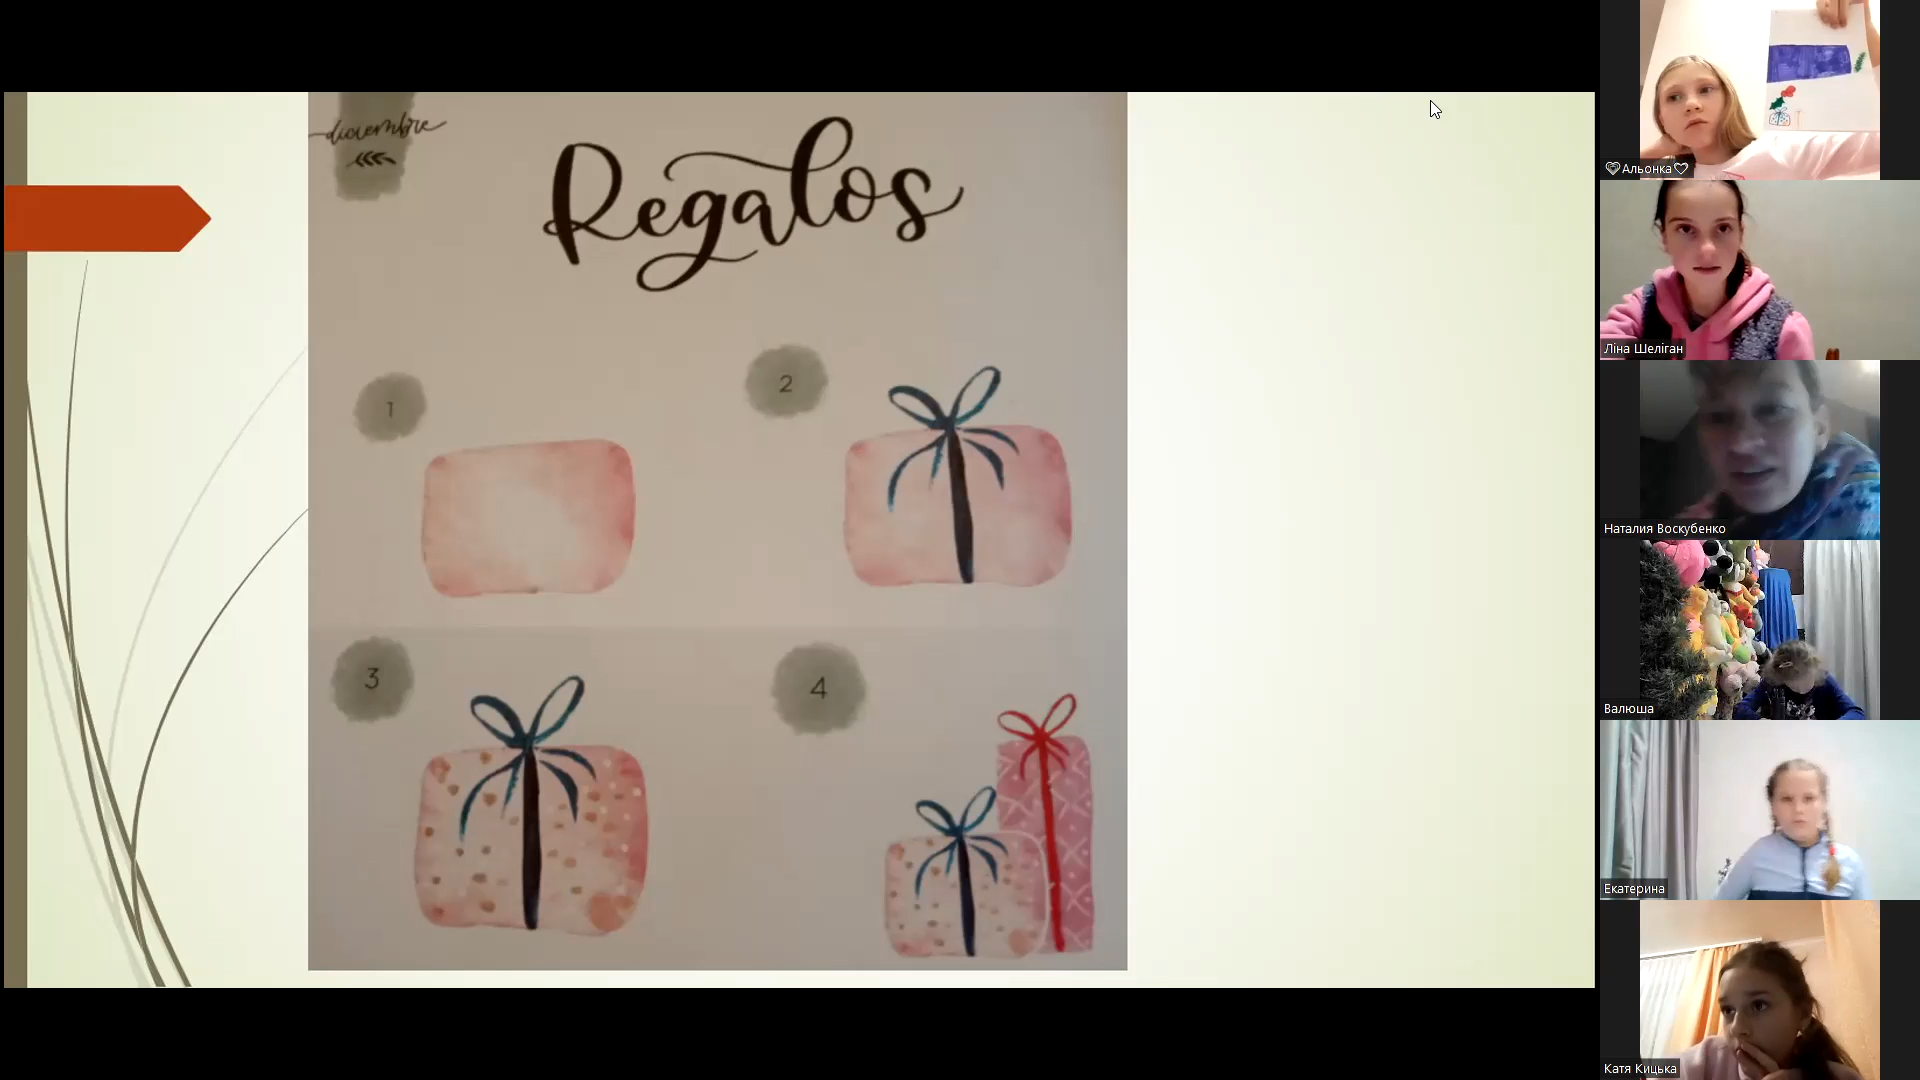 diciembre
Regalos
1
2
3
4
♡Альонка♡
Ліна Шеліган
Наталия Воскубенко
Валюша
Екатерина
Катя Кицька